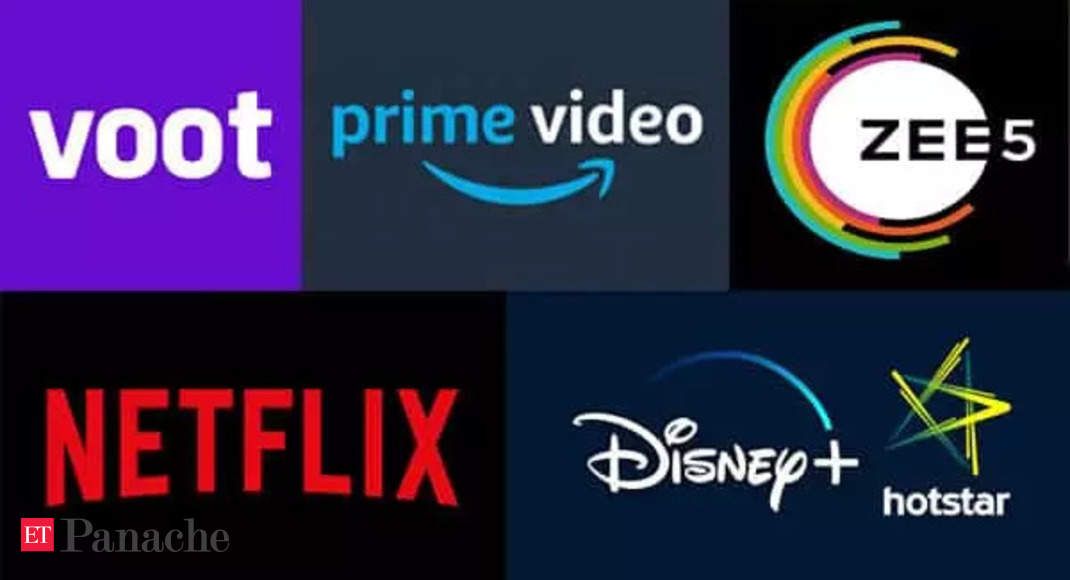 voot
prime video
ZEE5
NETFLIX
Disney+
hotstar
ET Panache